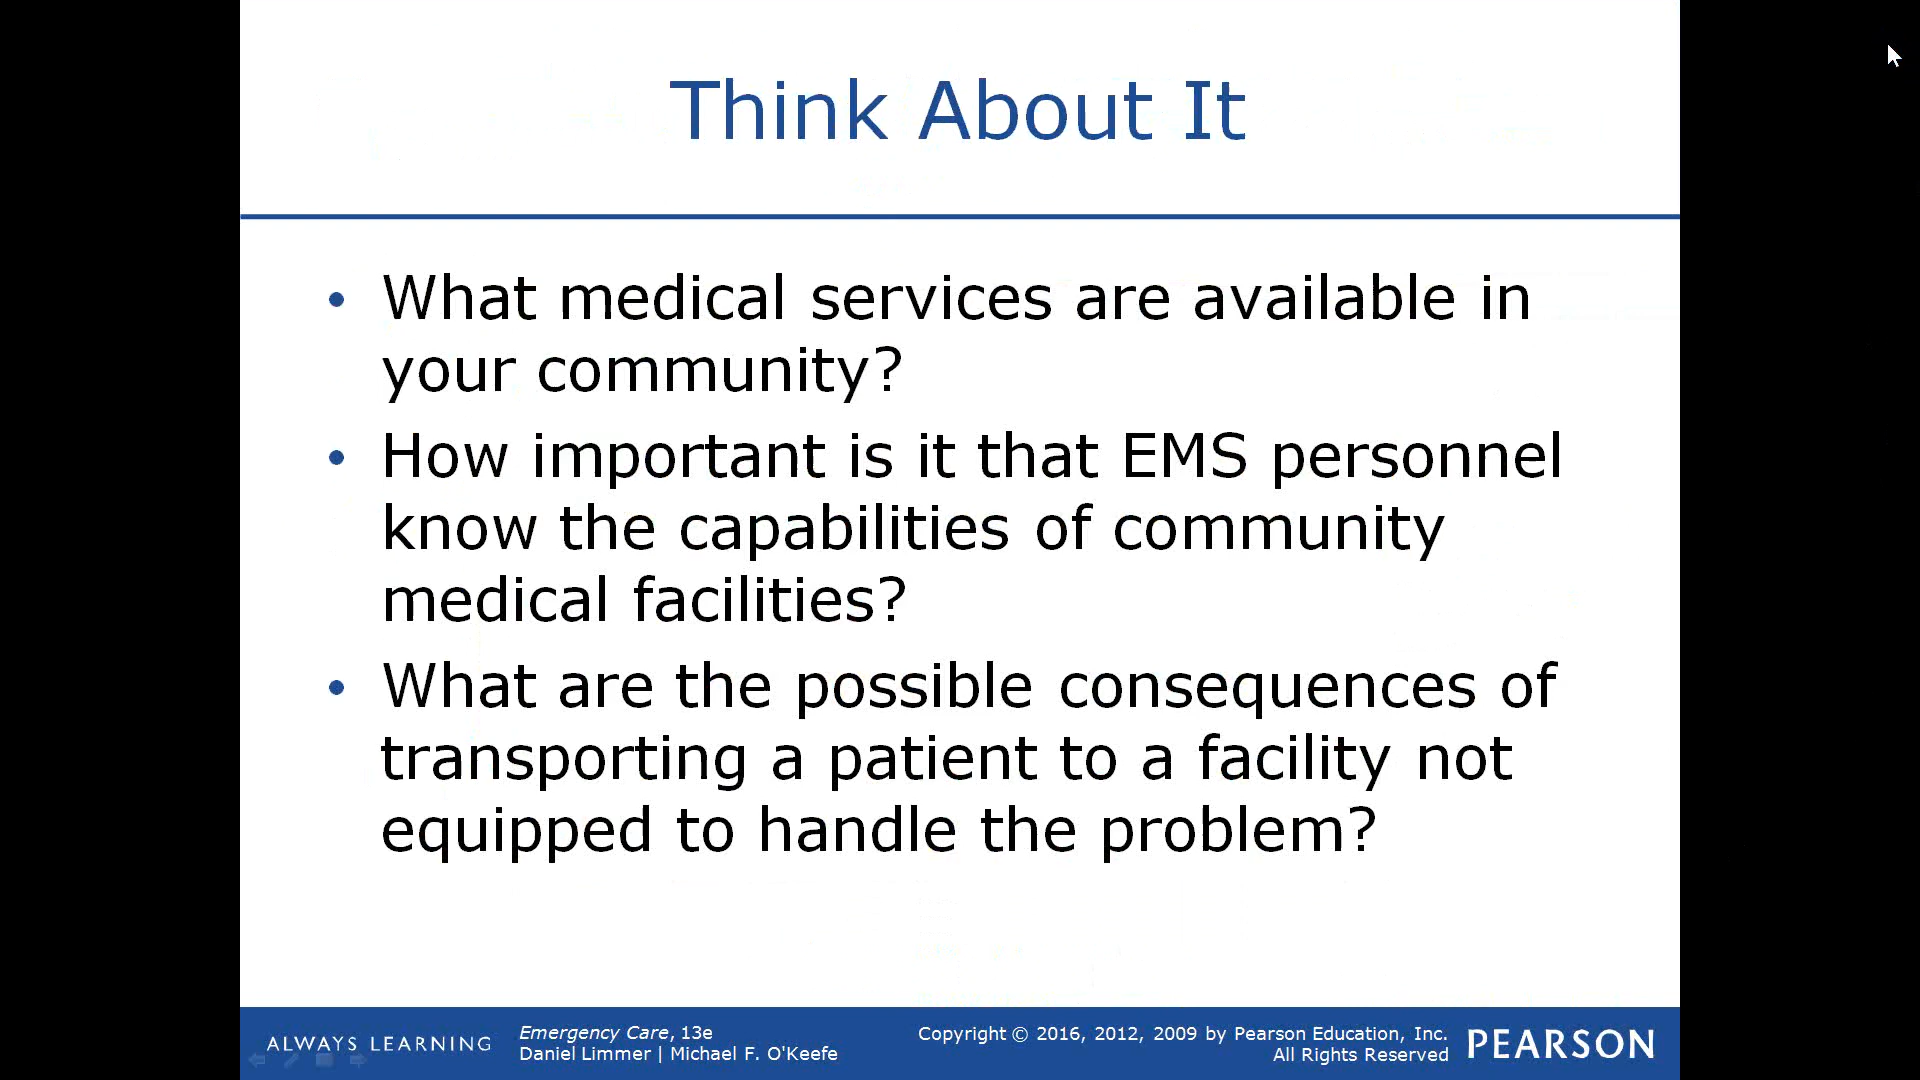 Think About It
• What medical services are available in
your community?
• How important is it that EMS personnel
know the capabilities of community
medical facilities?
• What are the possible consequences of
transporting a patient to a facility not
equipped to handle the problem?
ALWAYS LEARNING
Emergency Care, 13e
Daniel Limmer | Michael F. O'Keefe
Copyright © 2016, 2012, 2009 by Pearson Education, Inc.
All Rights Reserved
PEARSON